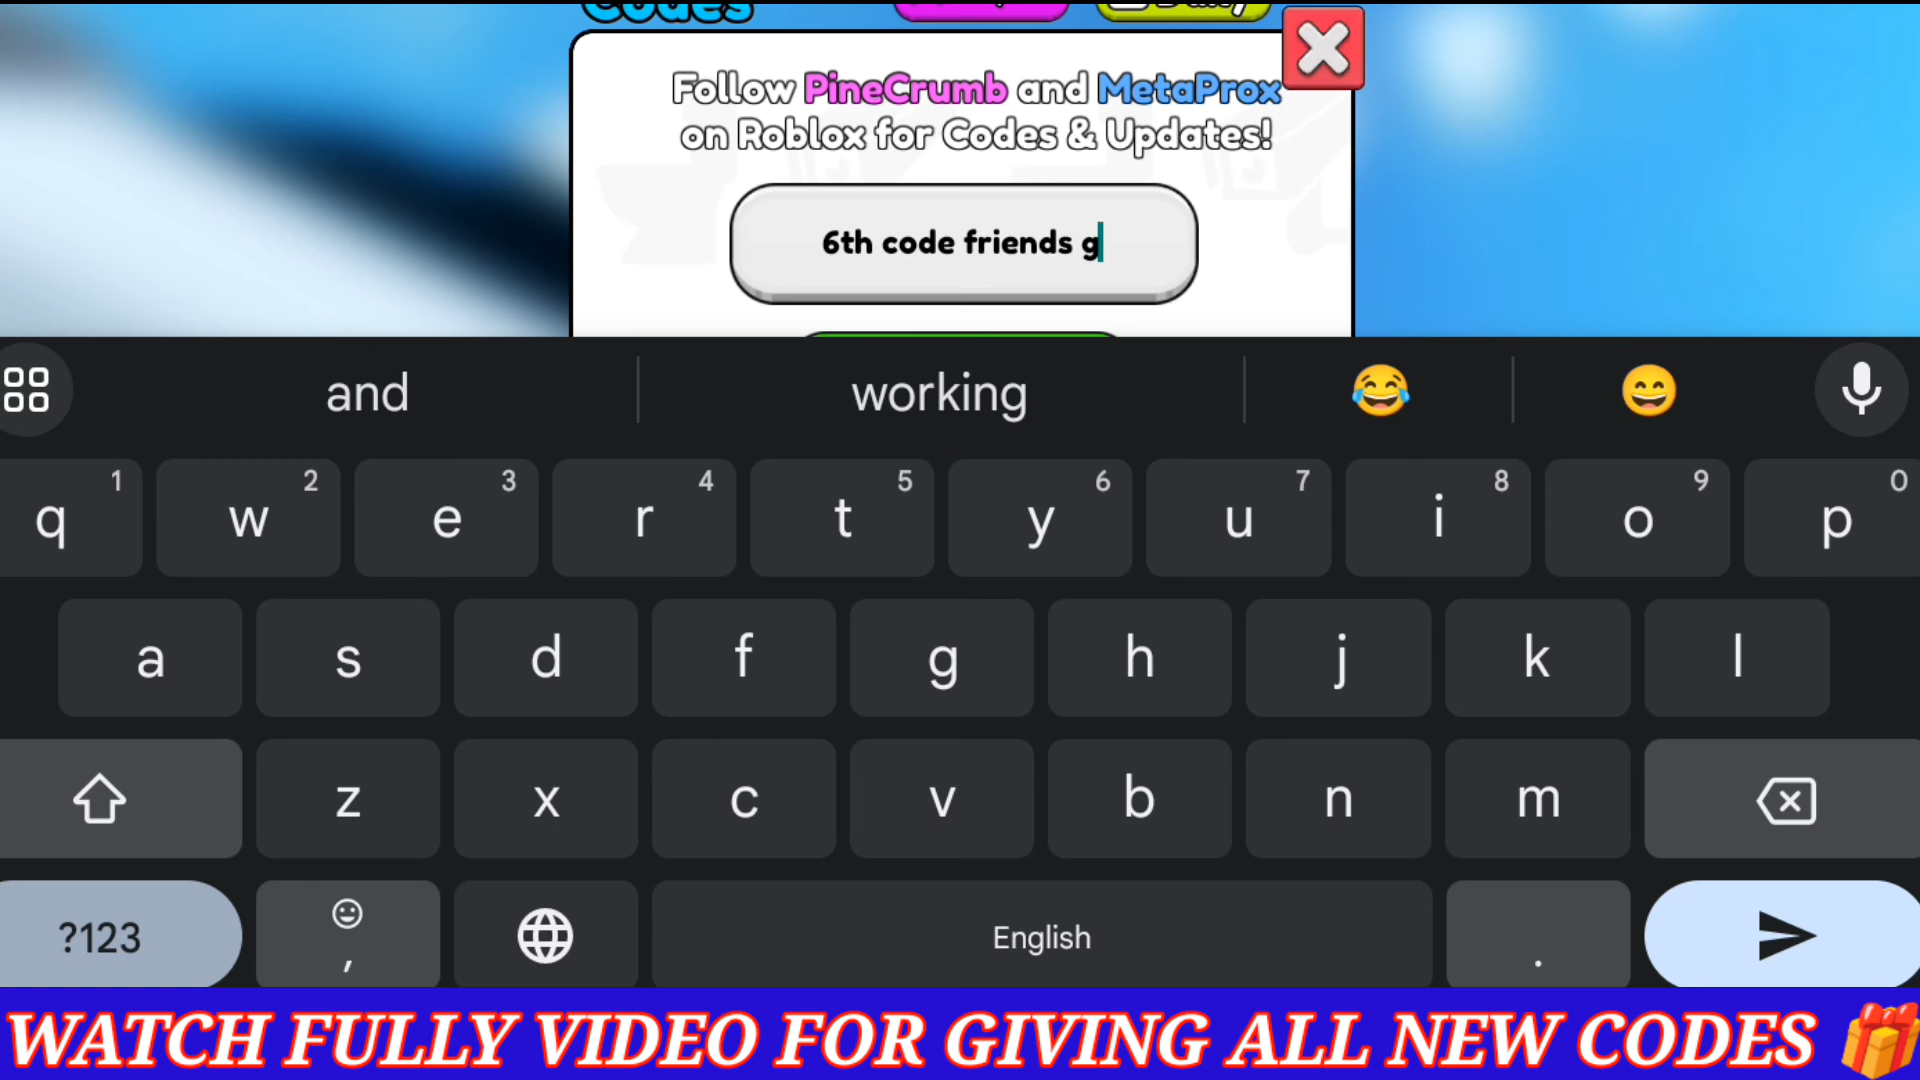 Codes
Follow PineCrumb and MetaProx
on Roblox for Codes & Updates!
6th code friends g
and working 😂 😄
q 1 w 2 e 3 r 4 t 5 y 6 u 7 i 8 o 9 p 0
a s d f g h j k l
z x c v b n m
?123 , English .
WATCH FULLY VIDEO FOR GIVING ALL NEW CODES 🎁